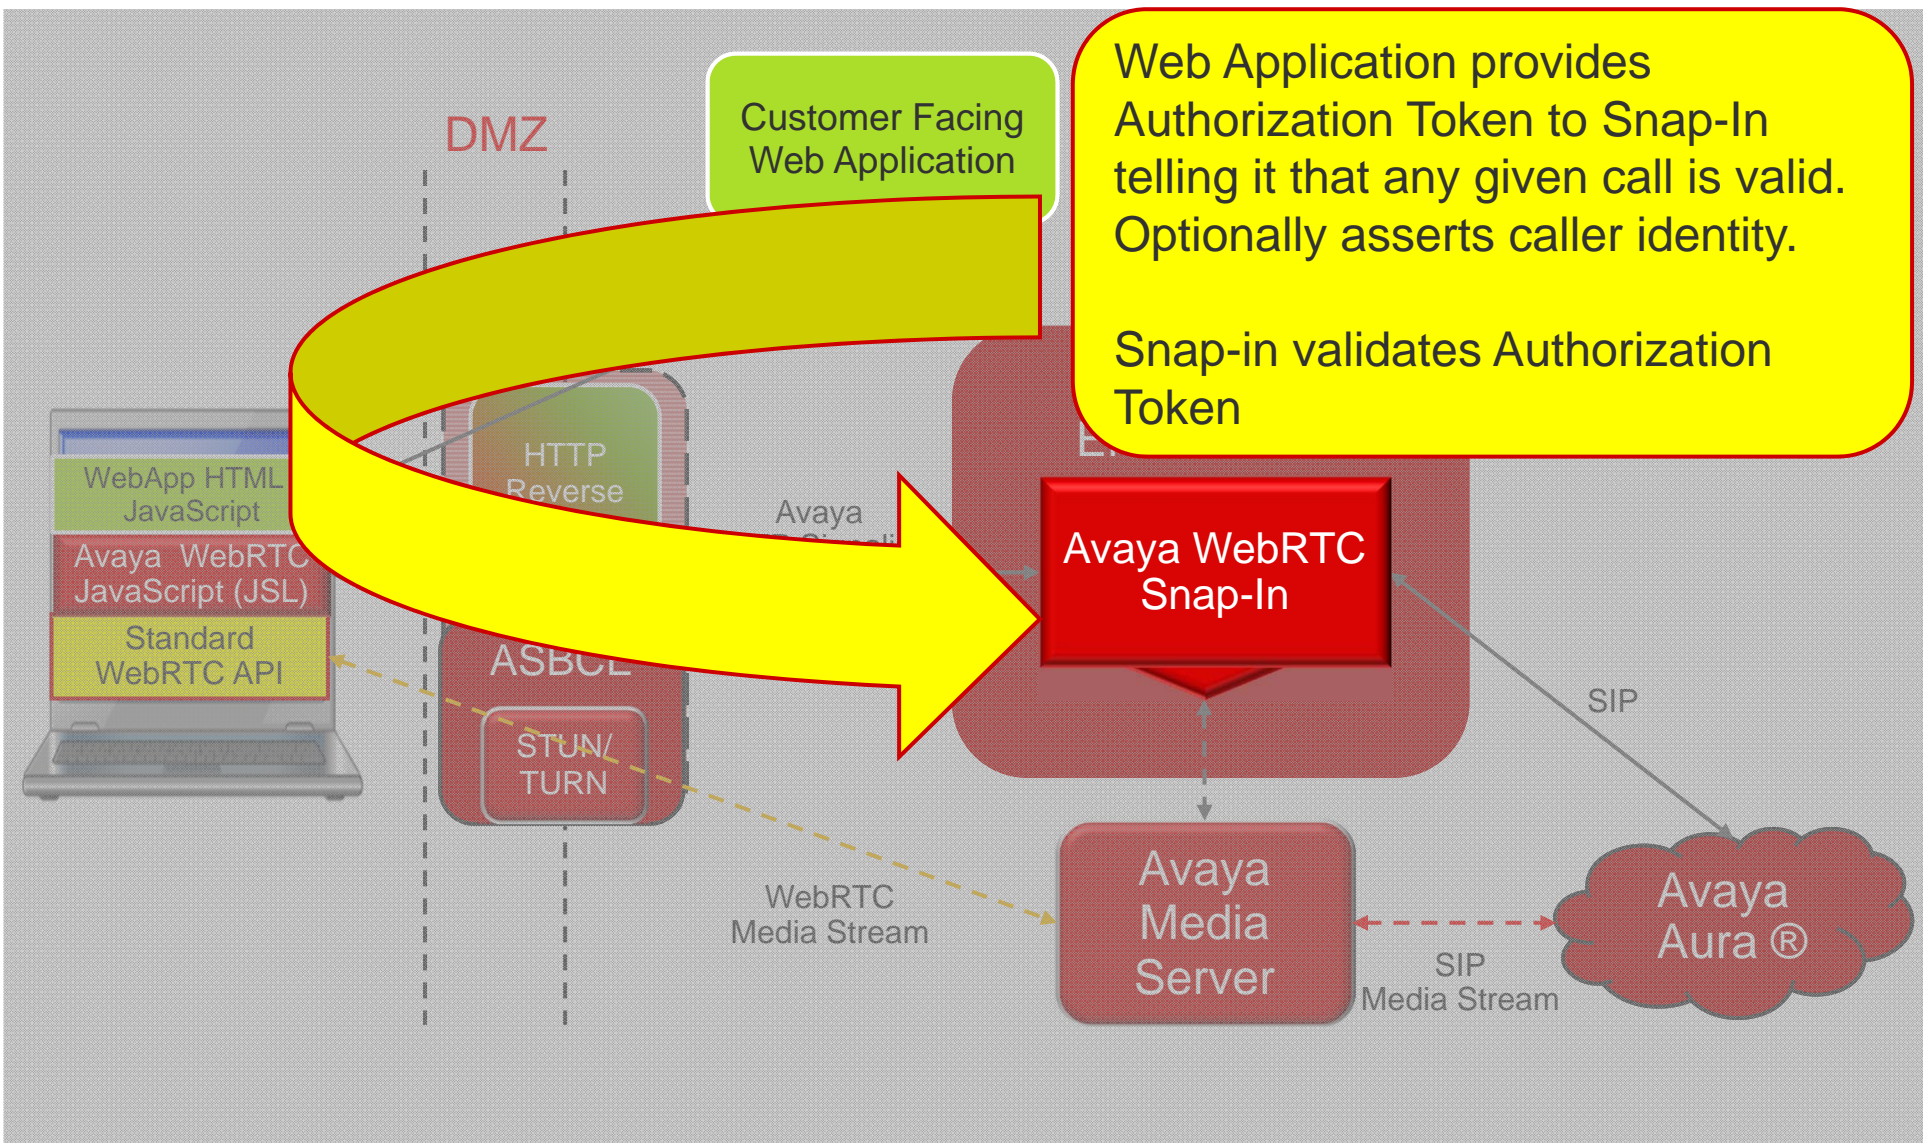 DMZ
Customer Facing
Web Application
Web Application provides
Authorization Token to Snap-In
telling it that any given call is valid.
Optionally asserts caller identity.
Snap-in validates Authorization
Token
WebApp HTML
JavaScript
Avaya WebRTC
JavaScript (JSL)
Standard
WebRTC API
HTTP
Reverse
ASBCE
STUN/
TURN
Avaya
Avaya WebRTC
Snap-In
SIP
WebRTC
Media Stream
Avaya
Media
Server
SIP
Media Stream
Avaya
Aura ®